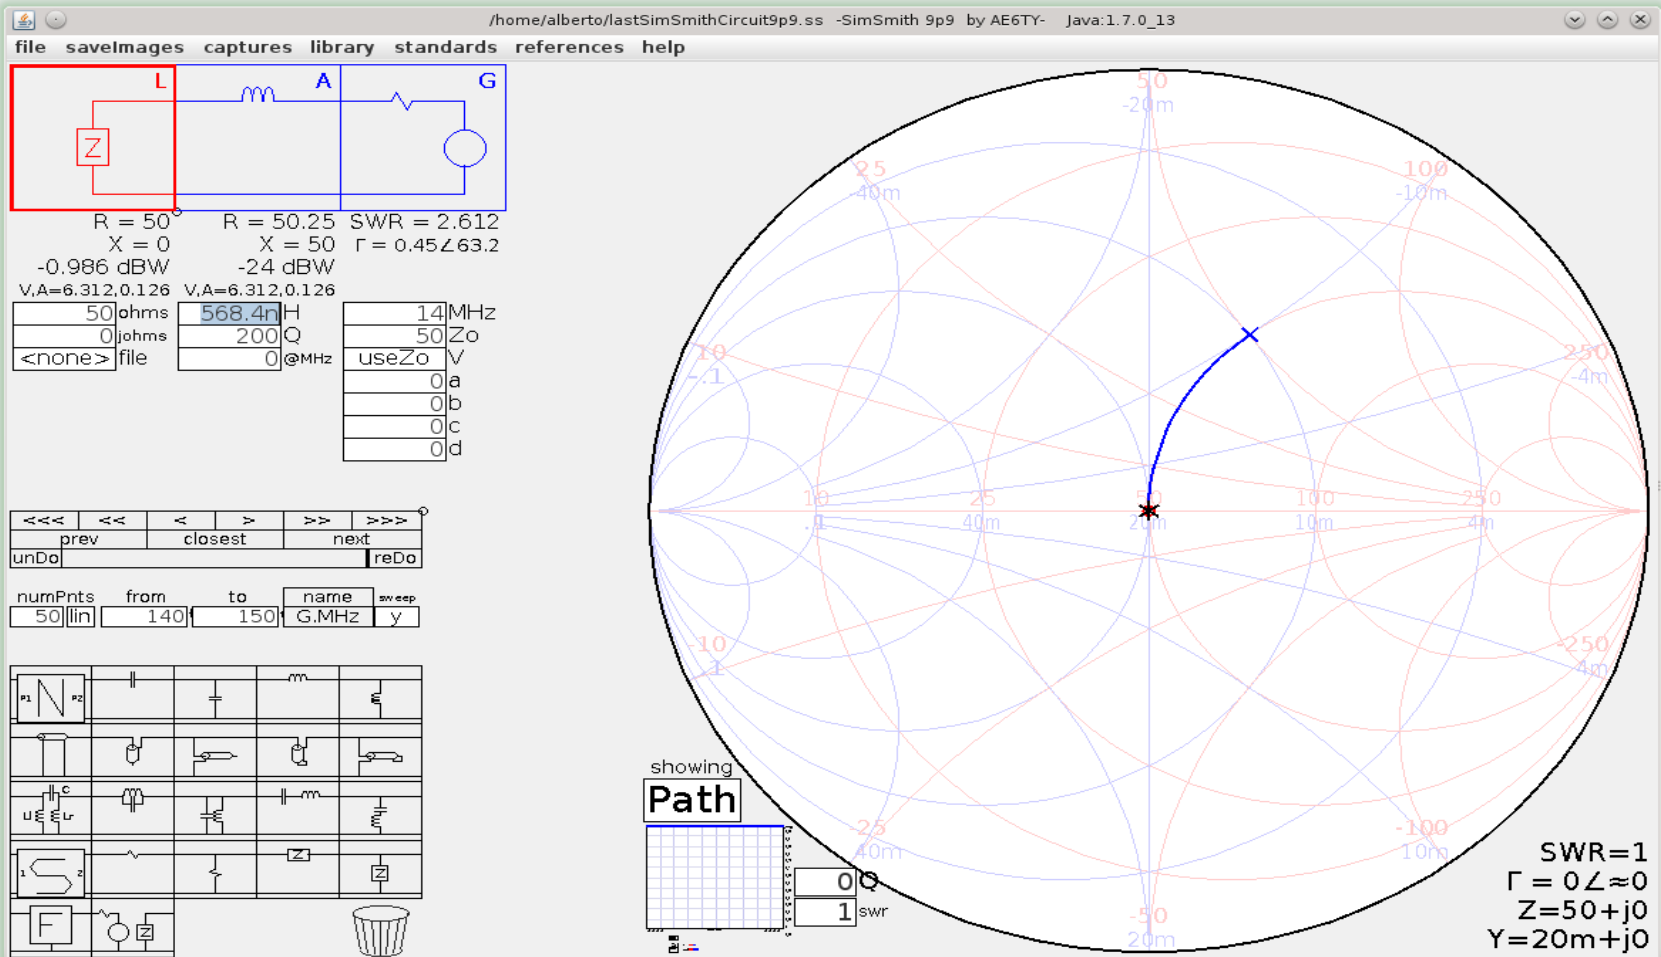 /home/alberto/lastSimSmithCircuit9p9.ss -SimSmith 9p9 by AE6TY- Java:1.7.0_13
file saveImages captures library standards references help
L A G
Z
R = 50 R = 50.25 SWR = 2.612
X = 0 X = 50 Γ = 0.45∠63.2
-0.986 dBW -24 dBW
V,A=6.312,0.126 V,A=6.312,0.126
50 ohms 568.4n H 14 MHz
0 johms 200 Q 50 Zo
<none> file 0 @MHz useZo V
0 a
0 b
0 c
0 d
<<< << < > >> >>>
prev closest next
unDo reDo
numPnts from to name sweep
50 lin 140 150 G.MHz y
P1 N P2
C
Lr
Z
1 S 2
Z
F
Z
50
-20m
25
-40m
100
-10m
10
-.1
250
-4m
10 25 50 100 250
.1 40m 20m 10m 4m
-10
.1
-250
4m
-25
40m
-100
10m
-50
20m
showing
Path
0 Q
1 swr
SWR=1
Γ = 0∠≈0
Z=50+j0
Y=20m+j0